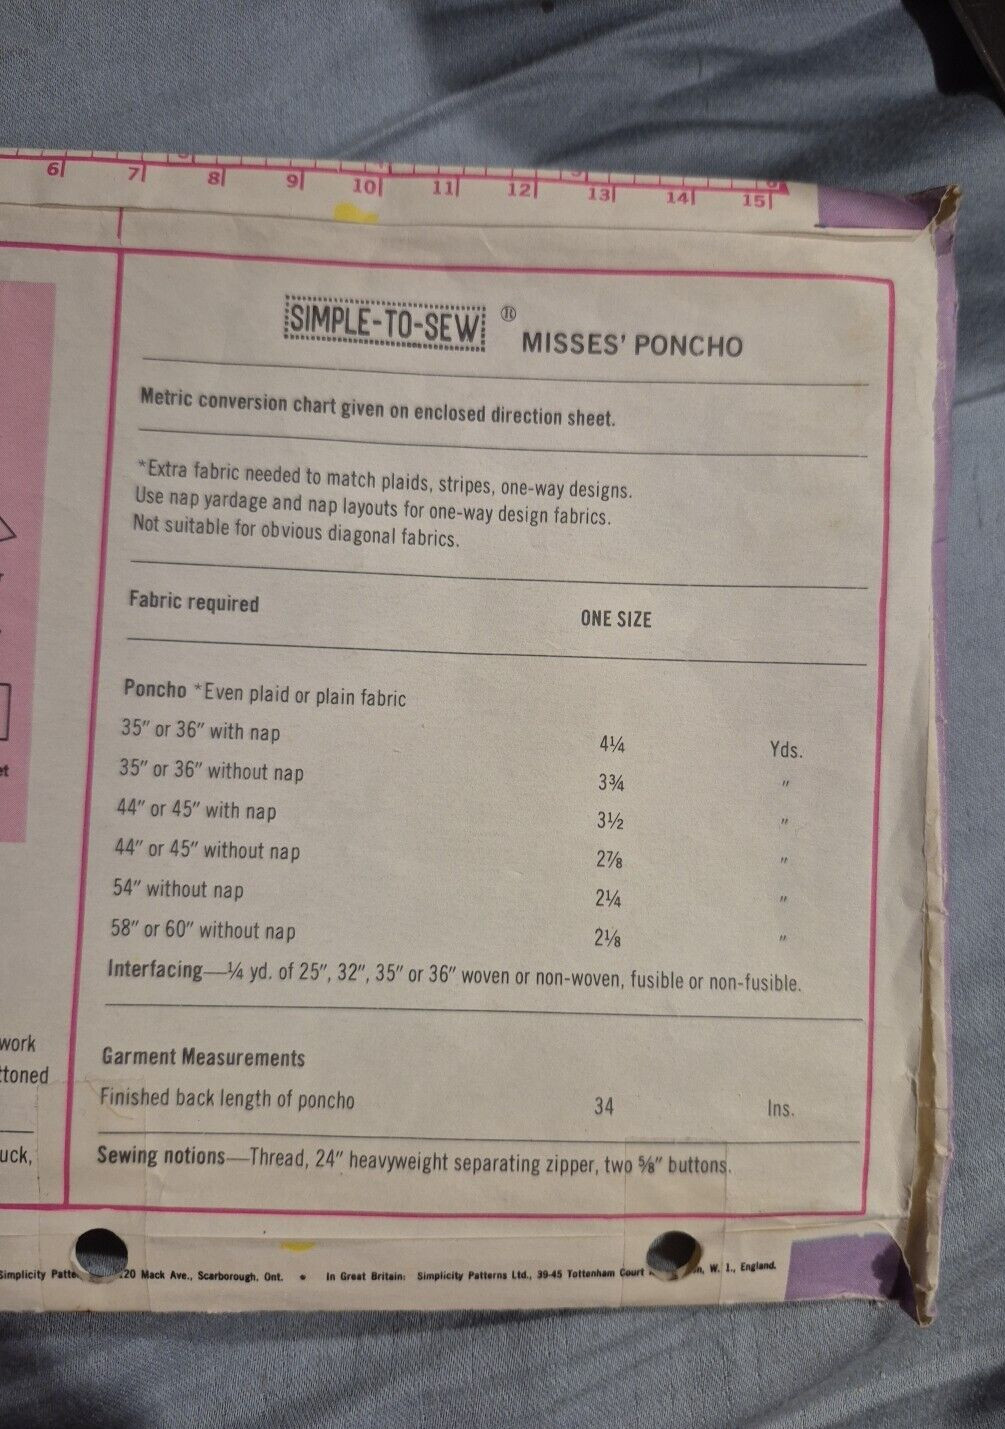 6 7 8 9 10 11 12 13 14 15
SIMPLE-TO-SEW ® MISSES' PONCHO
Metric conversion chart given on enclosed direction sheet.
*Extra fabric needed to match plaids, stripes, one-way designs.
Use nap yardage and nap layouts for one-way design fabrics.
Not suitable for obvious diagonal fabrics.
Fabric required ONE SIZE
Poncho *Even plaid or plain fabric
35" or 36" with nap 4¼ Yds.
35" or 36" without nap 3¾ "
44" or 45" with nap 3½ "
44" or 45" without nap 2⅞ "
54" without nap 2¼ "
58" or 60" without nap 2⅛ "
Interfacing—¼ yd. of 25", 32", 35" or 36" woven or non-woven, fusible or non-fusible.
Garment Measurements
Finished back length of poncho 34 Ins.
Sewing notions—Thread, 24" heavyweight separating zipper, two ⅝" buttons.
work
ttoned
uck,
Simplicity Patte 20 Mack Ave., Scarborough, Ont. • In Great Britain: Simplicity Patterns Ltd., 39-45 Tottenham Court n, W. 1., England.